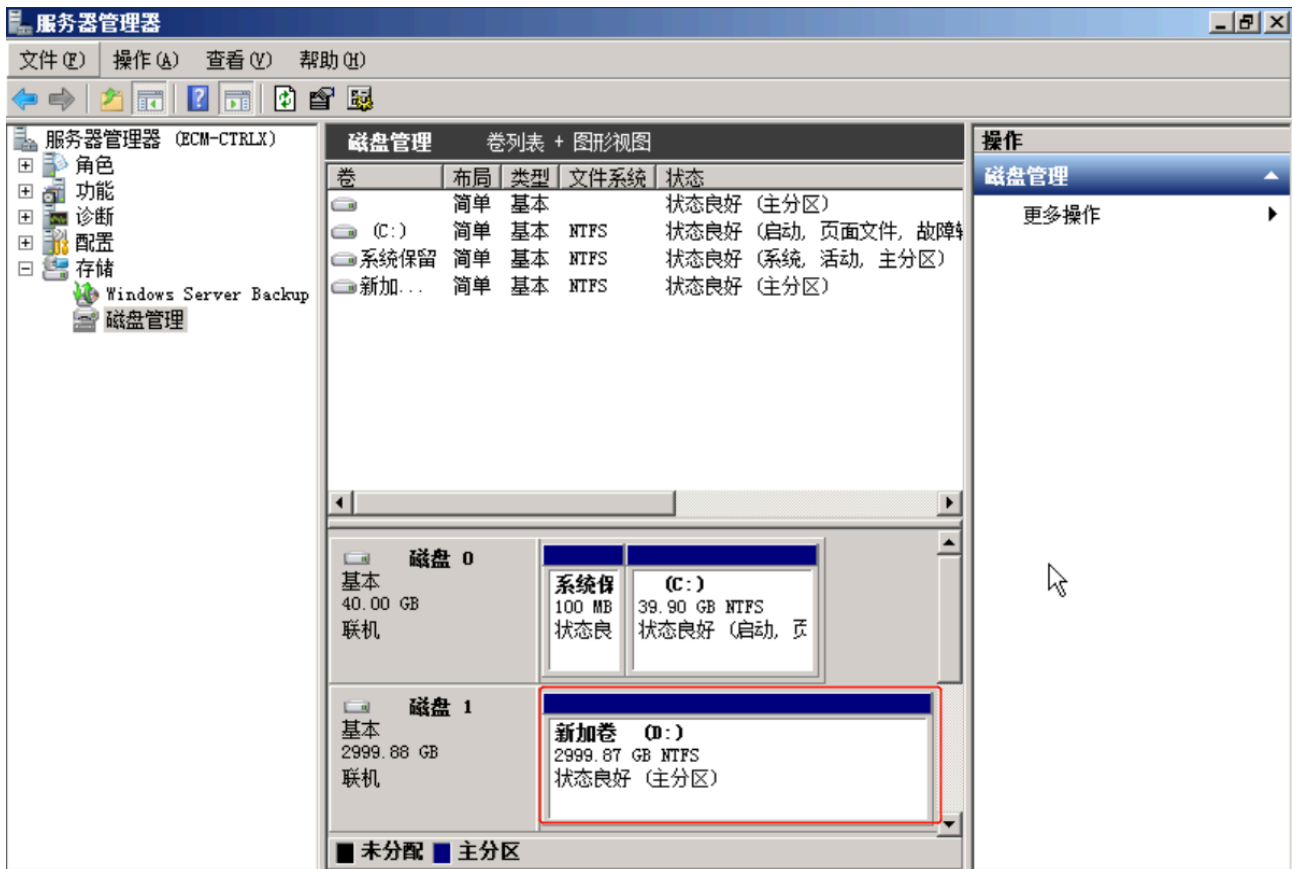 服务器管理器
文件(F) 操作(A) 查看(V) 帮助(H)
服务器管理器 (ECM-CTRLX)
角色
功能
诊断
配置
存储
Windows Server Backup
磁盘管理
磁盘管理 卷列表 + 图形视图
卷 布局 类型 文件系统 状态
简单 基本 状态良好 (主分区)
(C:) 简单 基本 NTFS 状态良好 (启动, 页面文件, 故障
系统保留 简单 基本 NTFS 状态良好 (系统, 活动, 主分区)
新加... 简单 基本 NTFS 状态良好 (主分区)
磁盘 0
基本
40.00 GB
联机
系统保
100 MB
状态良
(C:)
39.90 GB NTFS
状态良好 (启动, 页
磁盘 1
基本
2999.88 GB
联机
新加卷 (D:)
2999.87 GB NTFS
状态良好 (主分区)
未分配 主分区
操作
磁盘管理
更多操作